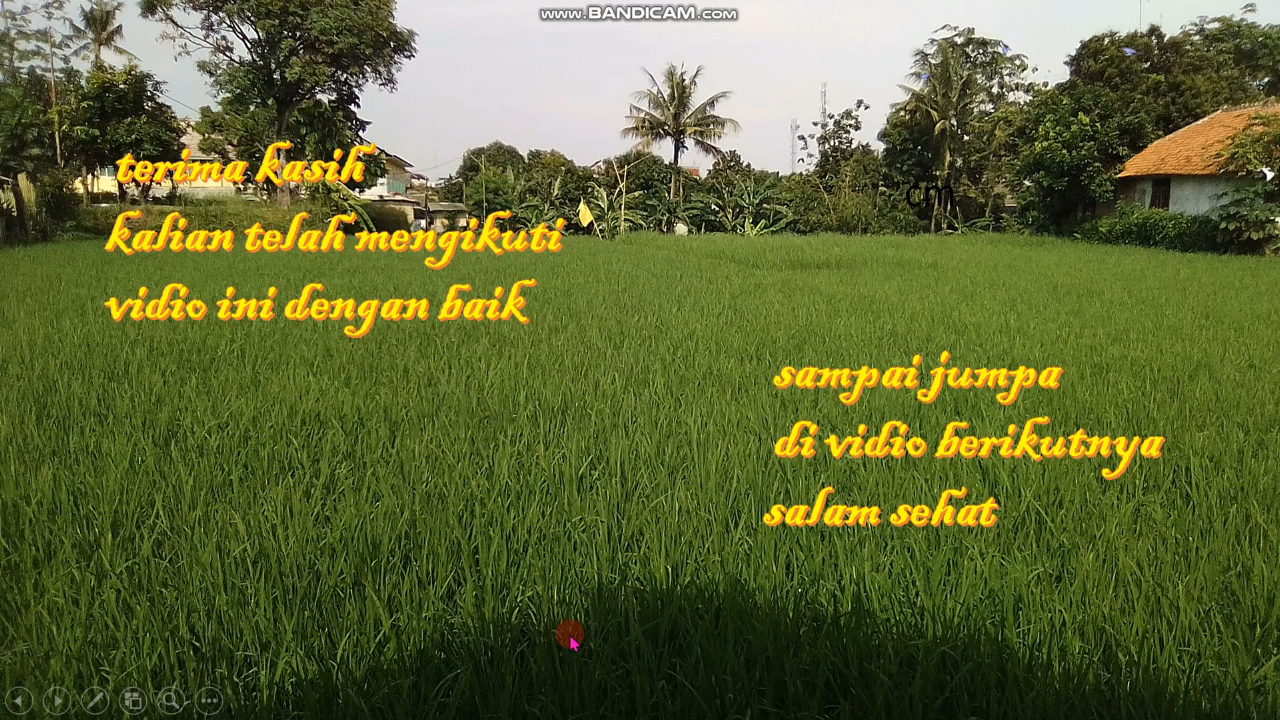 www.BANDICAM.com
terima kasih
cm
kalian telah mengikuti
vidio ini dengan baik
sampai jumpa
di vidio berikutnya
salam sehat